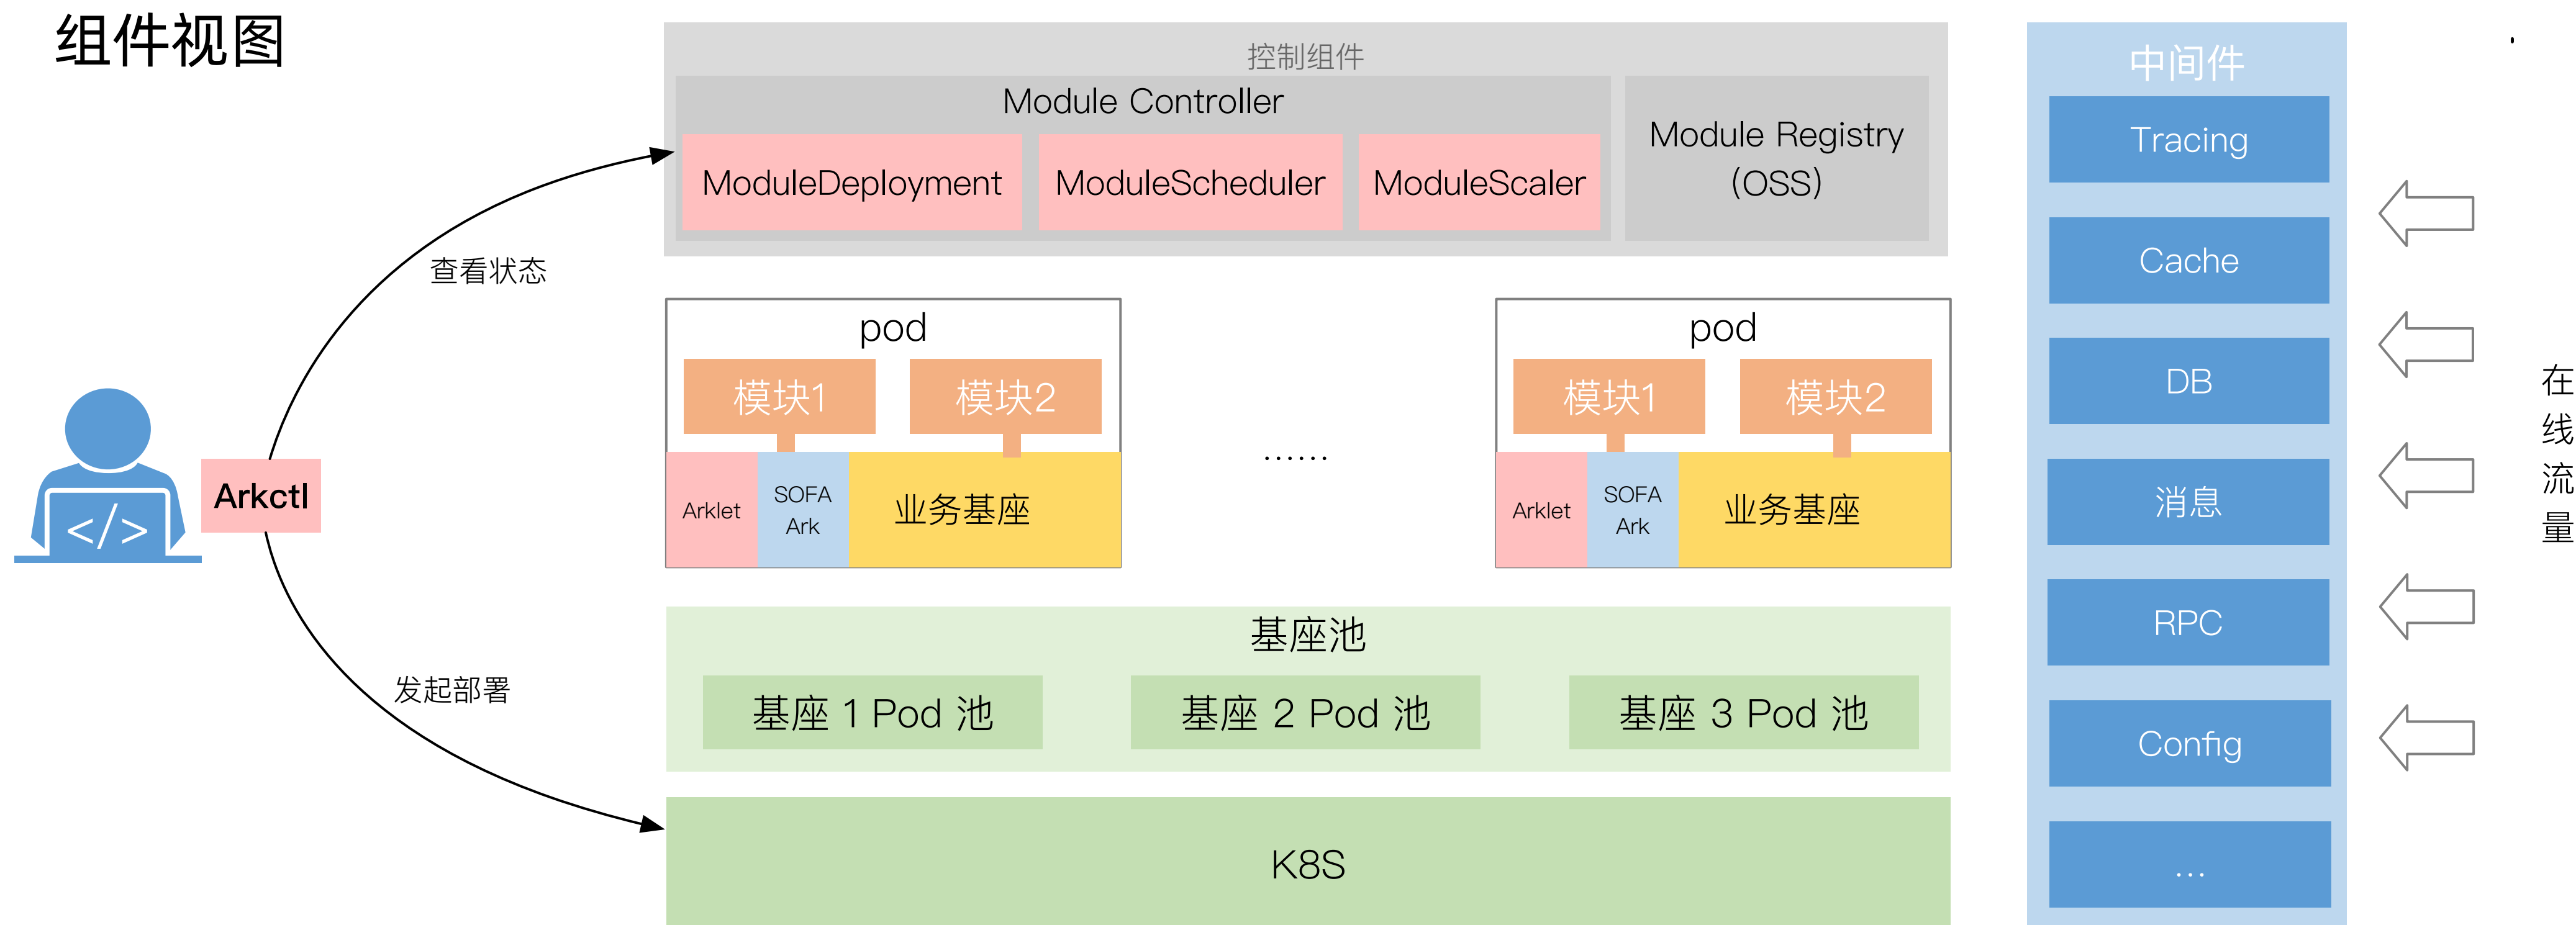 组件视图
控制组件
Module Controller
ModuleDeployment
ModuleScheduler
ModuleScaler
Module Registry
(OSS)
查看状态
Arkctl
</>
发起部署
pod
模块1
模块2
Arklet
SOFA
Ark
业务基座
……
pod
模块1
模块2
Arklet
SOFA
Ark
业务基座
基座池
基座 1 Pod 池
基座 2 Pod 池
基座 3 Pod 池
K8S
中间件
Tracing
Cache
DB
消息
RPC
Config
...
在
线
流
量